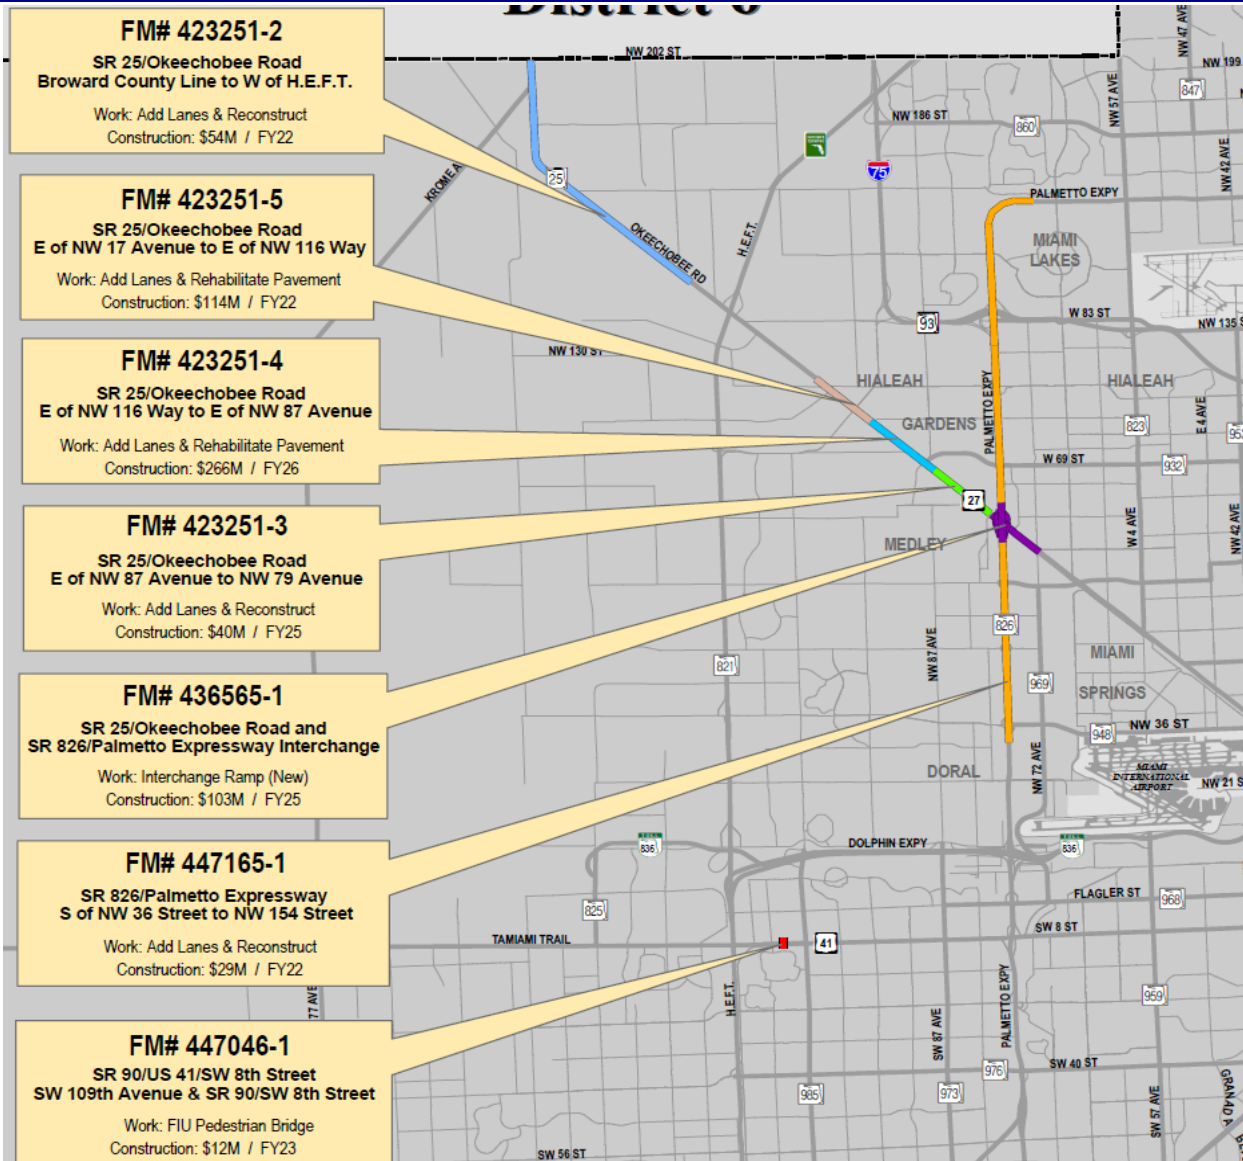 District 6
FM# 423251-2
SR 25/Okeechobee Road
Broward County Line to W of H.E.F.T.
Work: Add Lanes & Reconstruct
Construction: $54M / FY22
FM# 423251-5
SR 25/Okeechobee Road
E of NW 17 Avenue to E of NW 116 Way
Work: Add Lanes & Rehabilitate Pavement
Construction: $114M / FY22
FM# 423251-4
SR 25/Okeechobee Road
E of NW 116 Way to E of NW 87 Avenue
Work: Add Lanes & Rehabilitate Pavement
Construction: $266M / FY26
FM# 423251-3
SR 25/Okeechobee Road
E of NW 87 Avenue to NW 79 Avenue
Work: Add Lanes & Reconstruct
Construction: $40M / FY25
FM# 436565-1
SR 25/Okeechobee Road and
SR 826/Palmetto Expressway Interchange
Work: Interchange Ramp (New)
Construction: $103M / FY25
FM# 447165-1
SR 826/Palmetto Expressway
S of NW 36 Street to NW 154 Street
Work: Add Lanes & Reconstruct
Construction: $29M / FY22
FM# 447046-1
SR 90/US 41/SW 8th Street
SW 109th Avenue & SR 90/SW 8th Street
Work: FIU Pedestrian Bridge
Construction: $12M / FY23
NW 202 ST
NW 47 AVE
NW 199
847
NW 57 AVE
NW 186 ST
860
NW 42 AVE
75
KROME A
25
PALMETTO EXPY
OKEECHOBEE RD
H.E.F.T.
MIAMI
LAKES
93
W 83 ST
NW 135 S
NW 130 ST
HIALEAH
GARDENS
PALMETTO EXPY
HIALEAH
823
E 4 AVE
953
W 69 ST
932
27
MEDLEY
W 4 AVE
NW 42 AVE
826
NW 87 AVE
MIAMI
SPRINGS
821
969
948
NW 36 ST
DORAL
NW 72 AVE
MIAMI
INTERNATIONAL
AIRPORT
NW 21 S
TOLL
836
DOLPHIN EXPY
TOLL
836
825
FLAGLER ST
968
TAMIAMI TRAIL
41
SW 8 ST
77 AVE
H.E.F.T.
PALMETTO EXPY
959
SW 87 AVE
976
SW 40 ST
985
973
SW 57 AVE
GRANADA
SW 56 ST